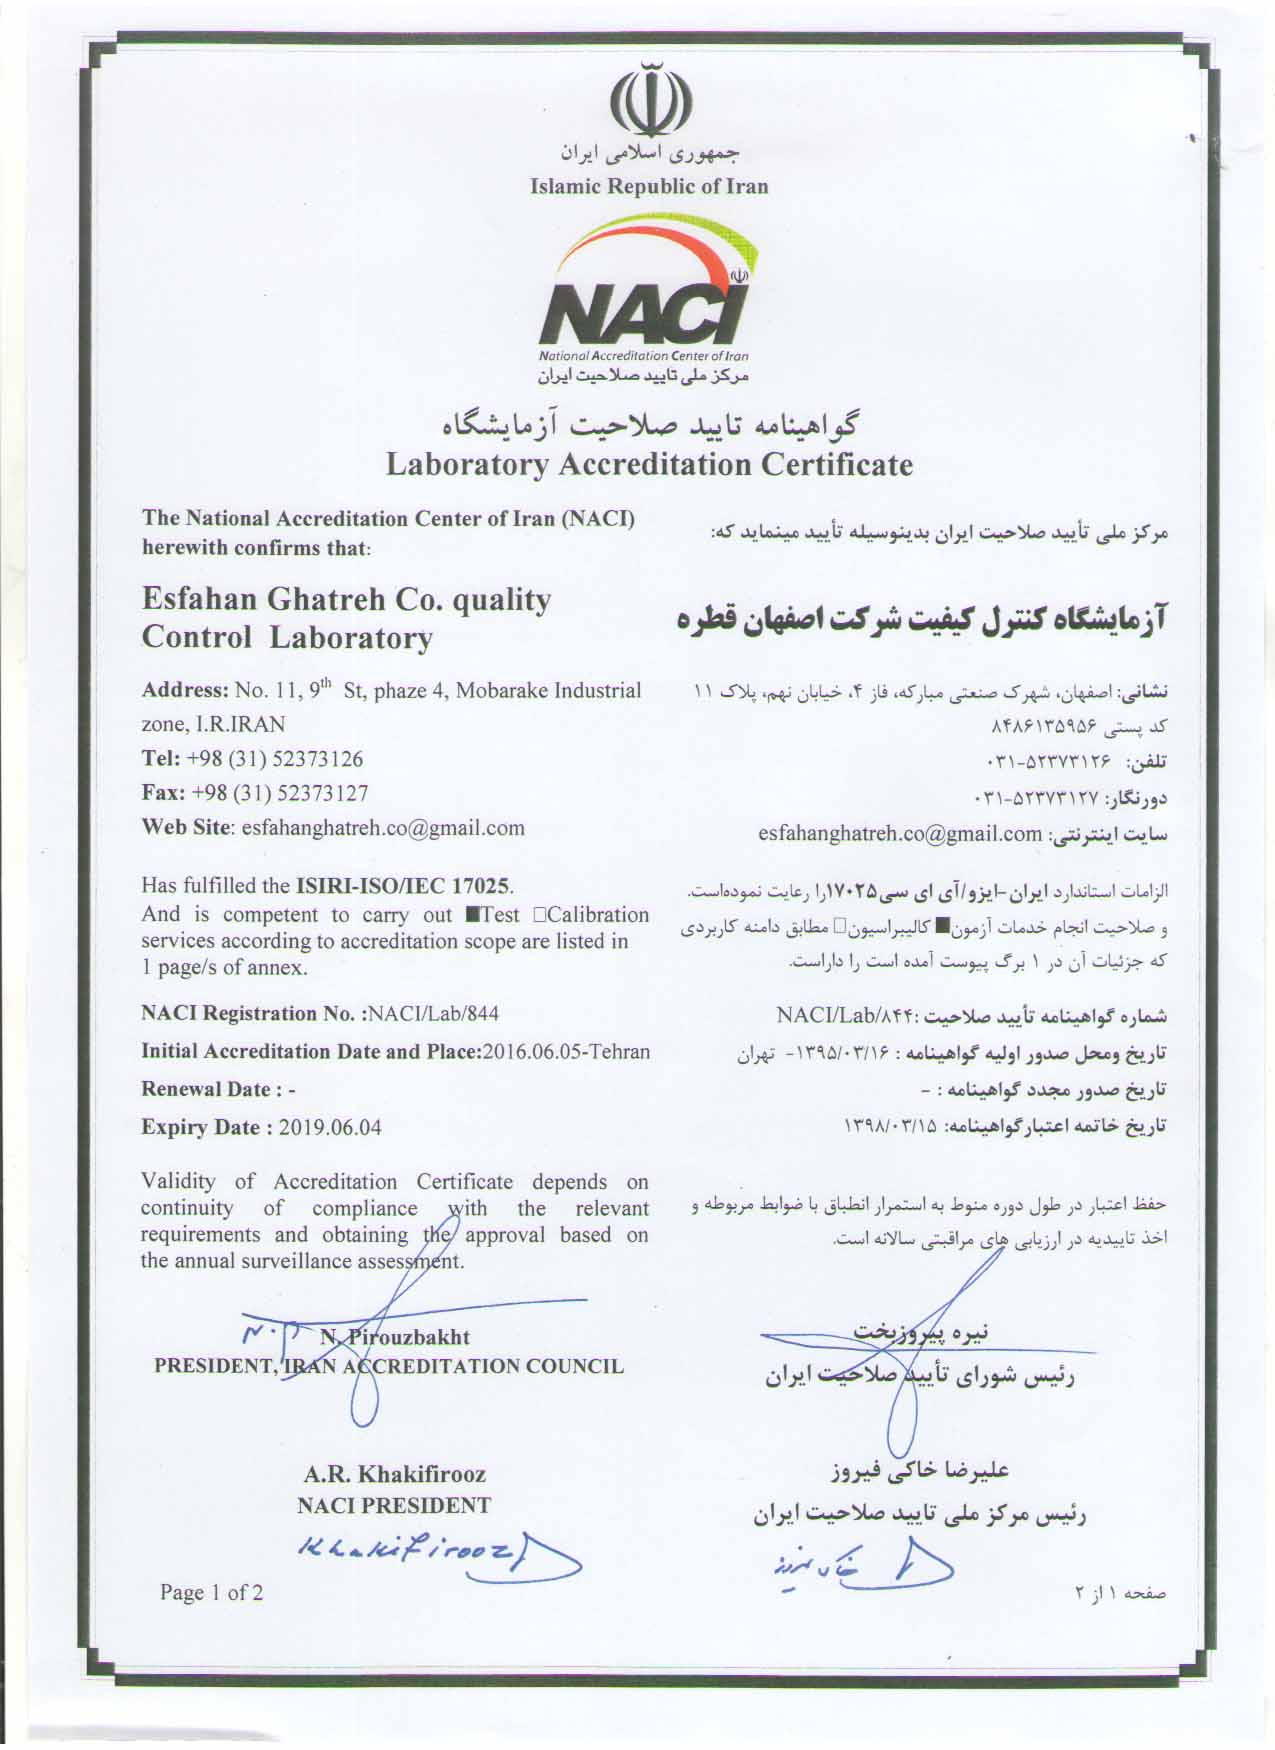 جمهوری اسلامی ایران
Islamic Republic of Iran
NACI
National Accreditation Center of Iran
مرکز ملی تایید صلاحیت ایران
گواهینامه تایید صلاحیت آزمایشگاه
Laboratory Accreditation Certificate
The National Accreditation Center of Iran (NACI)
herewith confirms that:
Esfahan Ghatreh Co. quality
Control Laboratory
Address: No. 11, 9th St, phaze 4, Mobarake Industrial
zone, I.R.IRAN
Tel: +98 (31) 52373126
Fax: +98 (31) 52373127
Web Site: esfahanghatreh.co@gmail.com
Has fulfilled the ISIRI-ISO/IEC 17025.
And is competent to carry out ■Test □Calibration
services according to accreditation scope are listed in
1 page/s of annex.
NACI Registration No. :NACI/Lab/844
Initial Accreditation Date and Place:2016.06.05-Tehran
Renewal Date : -
Expiry Date : 2019.06.04
Validity of Accreditation Certificate depends on
continuity of compliance with the relevant
requirements and obtaining the approval based on
the annual surveillance assessment.
N. Pirouzbakht
PRESIDENT, IRAN ACCREDITATION COUNCIL
A.R. Khakifirooz
NACI PRESIDENT
Khakifirooz
Page 1 of 2
مرکز ملی تأیید صلاحیت ایران بدینوسیله تأیید مینماید که:
آزمایشگاه کنترل کیفیت شرکت اصفهان قطره
نشانی: اصفهان، شهرک صنعتی مبارکه، فاز ۴، خیابان نهم، پلاک ۱۱
کد پستی ۸۴۸۶۱۳۵۹۵۶
تلفن: ۰۳۱-۵۲۳۷۳۱۲۶
دورنگار: ۰۳۱-۵۲۳۷۳۱۲۷
سایت اینترنتی: esfahanghatreh.co@gmail.com
الزامات استاندارد ایران -ایزو/آی ای سی۱۷۰۲۵را رعایت نموده‌است.
و صلاحیت انجام خدمات آزمون■ کالیبراسیون□ مطابق دامنه کاربردی
که جزئیات آن در ۱ برگ پیوست آمده است را داراست.
شماره گواهینامه تأیید صلاحیت :NACI/Lab/۸۴۴
تاریخ ومحل صدور اولیه گواهینامه : ۱۳۹۵/۰۳/۱۶- تهران
تاریخ صدور مجدد گواهینامه : -
تاریخ خاتمه اعتبارگواهینامه: ۱۳۹۸/۰۳/۱۵
حفظ اعتبار در طول دوره منوط به استمرار انطباق با ضوابط مربوطه و
اخذ تاییدیه در ارزیابی های مراقبتی سالانه است.
نیره پیروزبخت
رئیس شورای تأیید صلاحیت ایران
علیرضا خاکی فیروز
رئیس مرکز ملی تایید صلاحیت ایران
صفحه ۱ از ۲